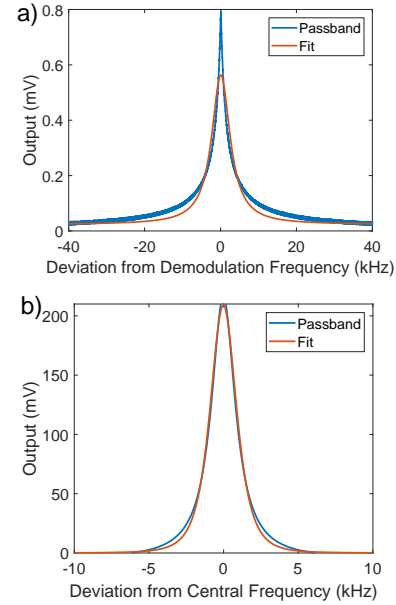 a)
0.8
0.6
0.4
0.2
0
Output (mV)
Passband
Fit
-40 -20 0 20 40
Deviation from Demodulation Frequency (kHz)
b)
200
150
100
50
0
Output (mV)
Passband
Fit
-10 -5 0 5 10
Deviation from Central Frequency (kHz)